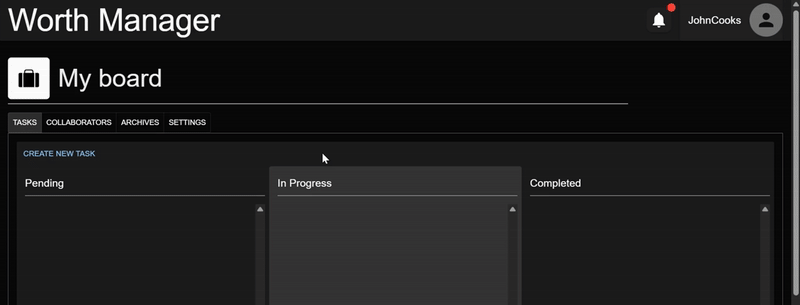 Worth Manager
JohnCooks
My board
TASKS COLLABORATORS ARCHIVES SETTINGS
CREATE NEW TASK
Pending In Progress Completed